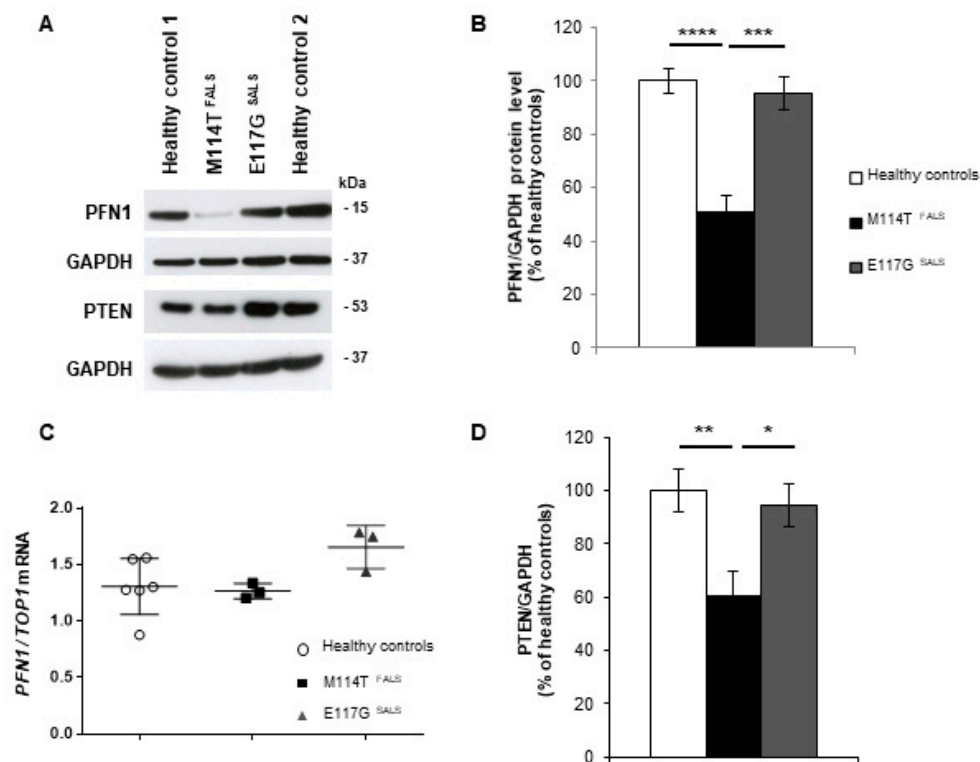 A
Healthy control 1
M114T FALS
E117G SALS
Healthy control 2
kDa
PFN1
- 15
GAPDH
- 37
PTEN
- 53
GAPDH
- 37
B
PFN1/GAPDH protein level
(% of healthy controls)
120
100
80
60
40
20
0
****
***
Healthy controls
M114T FALS
E117G SALS
C
PFN1/TOP1 mRNA
2.0
1.5
1.0
0.5
0.0
Healthy controls
M114T FALS
E117G SALS
D
PTEN/GAPDH
(% of healthy controls)
120
100
80
60
40
20
0
**
*